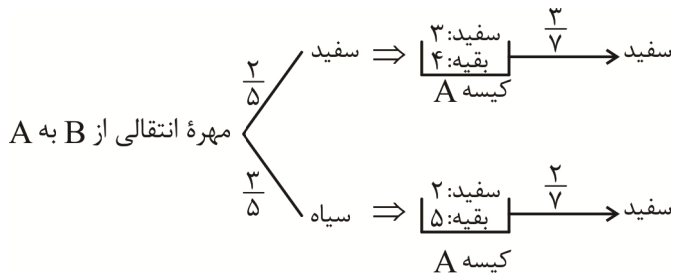 سفید ⇒ سفید:۳ ۳/۷ سفید
۲/۵ بقیه:۴
کیسه A
مهرهٔ انتقالی از B به A
۳/۵ سیاه ⇒ سفید:۲ ۲/۷ سفید
بقیه:۵
کیسه A